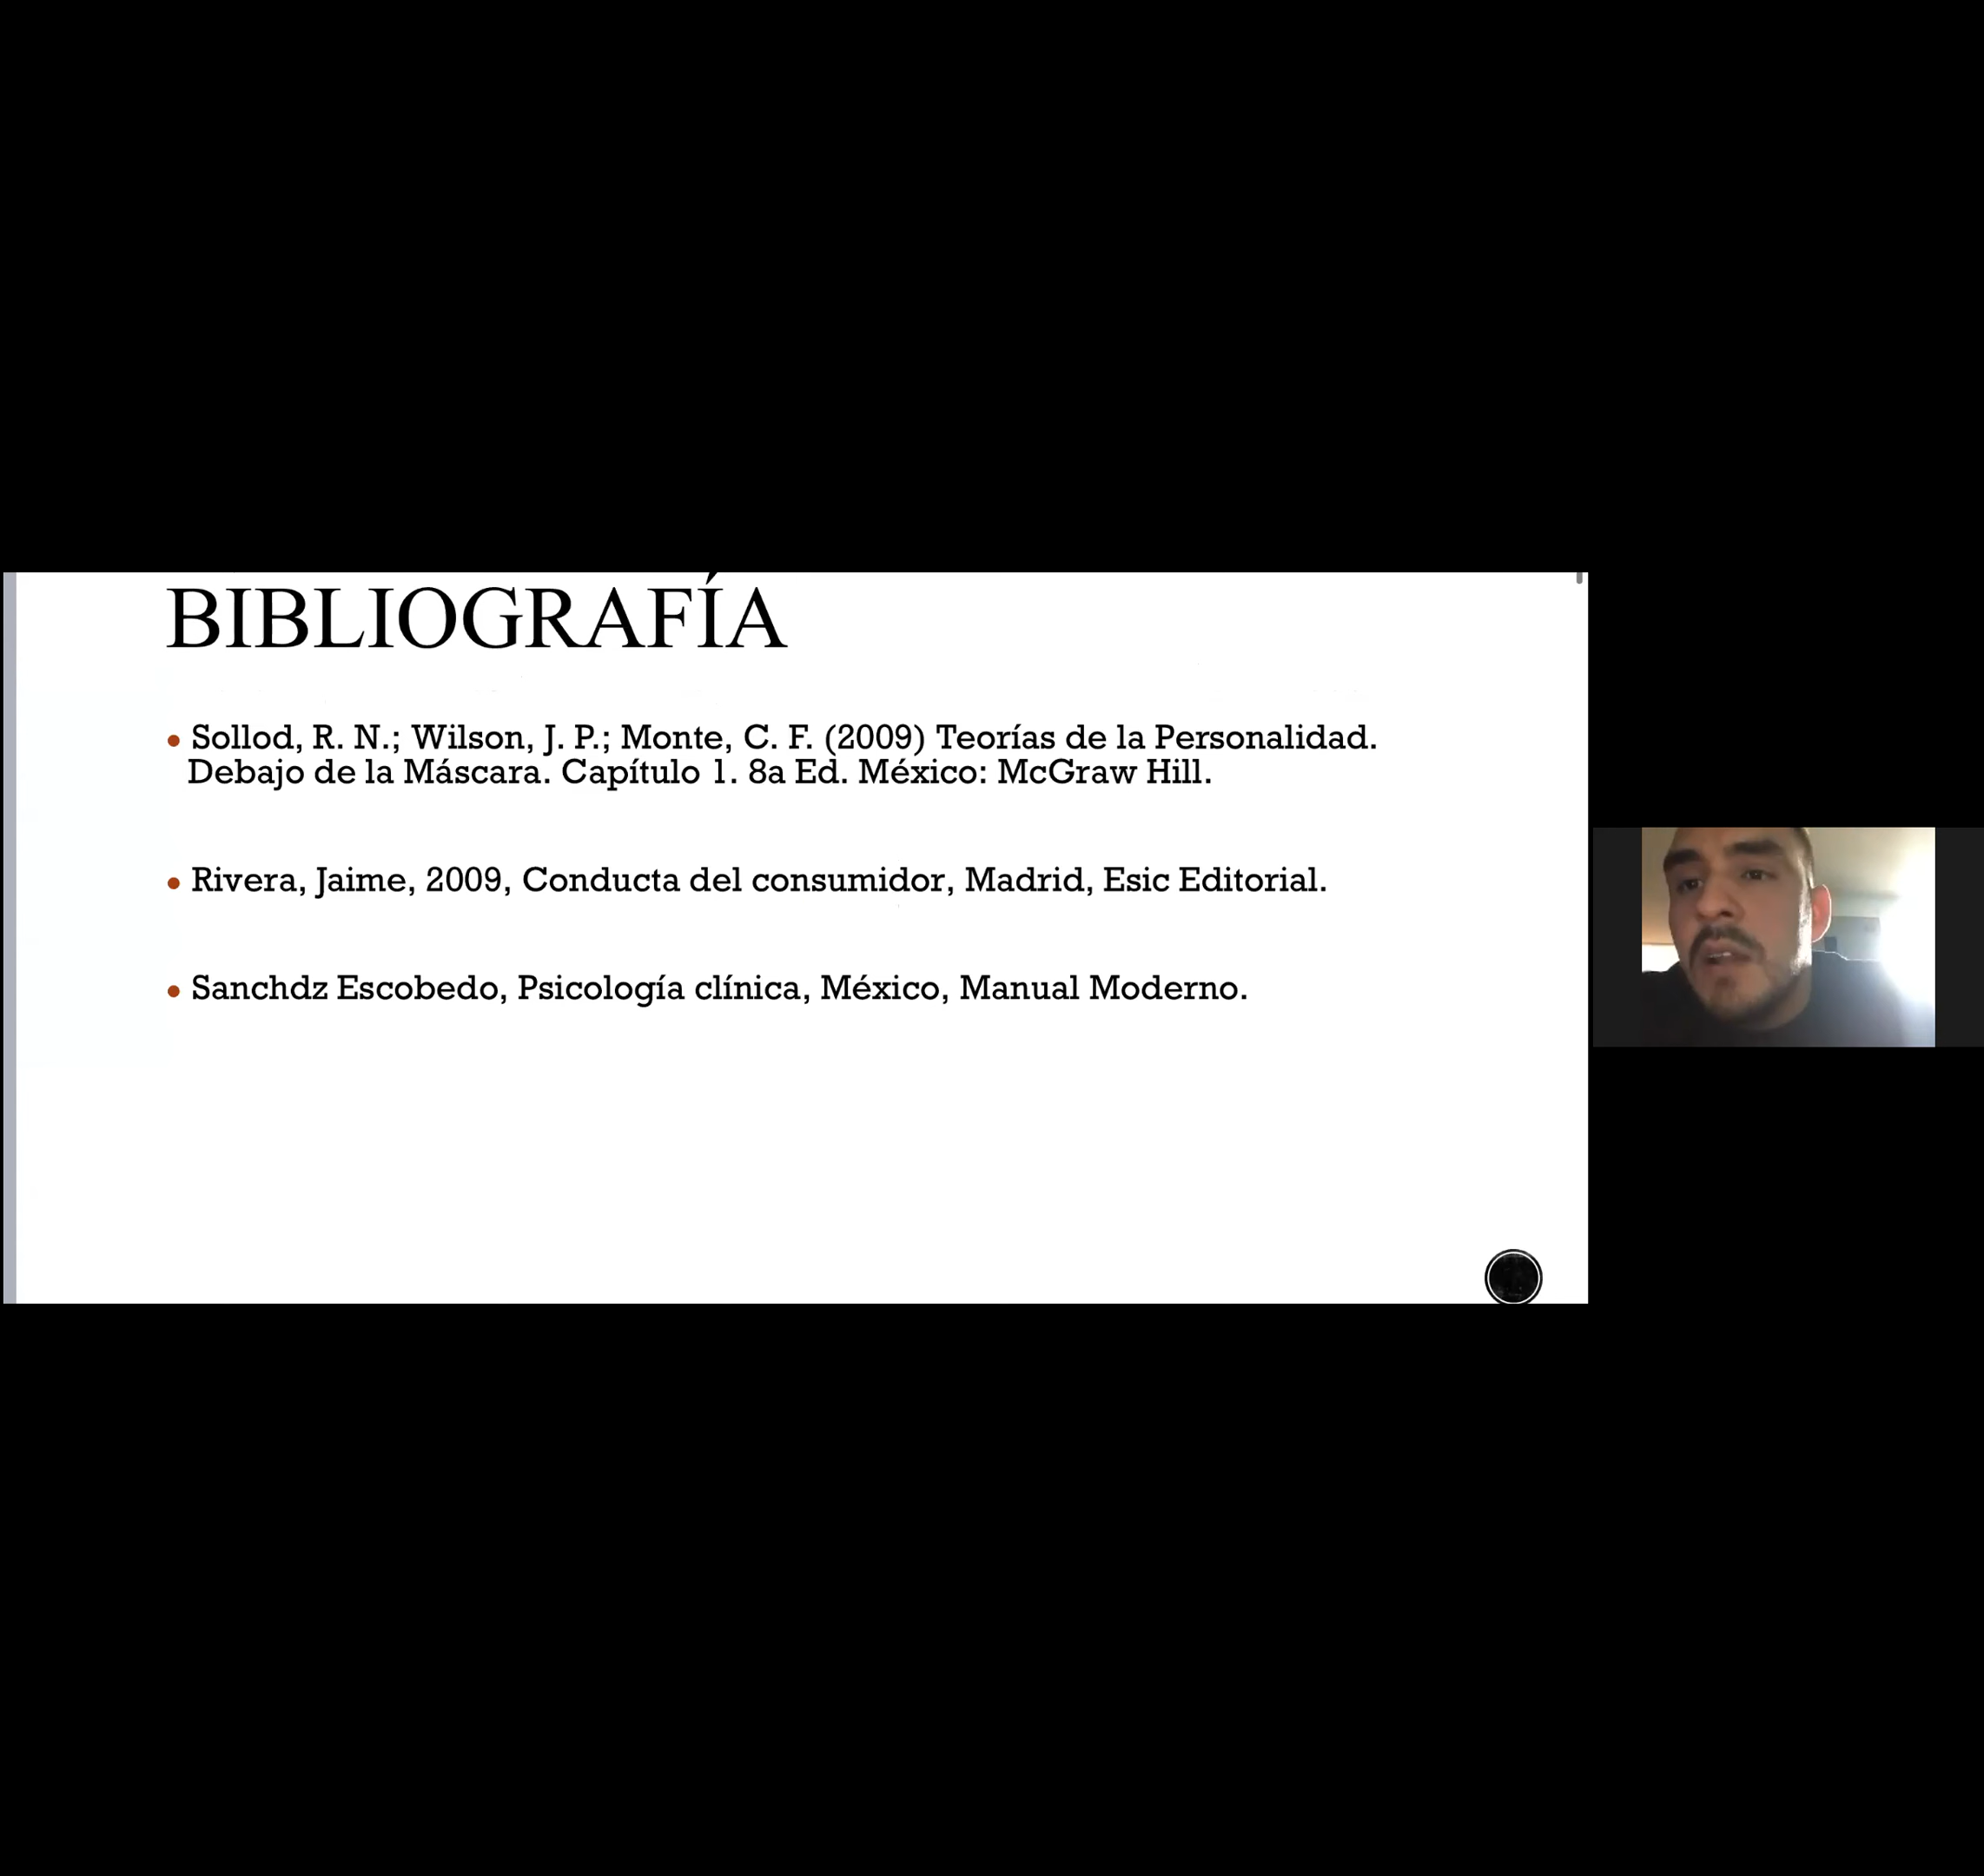 BIBLIOGRAFÍA
• Sollod, R. N.; Wilson, J. P.; Monte, C. F. (2009) Teorías de la Personalidad.
Debajo de la Máscara. Capítulo 1. 8a Ed. México: McGraw Hill.
• Rivera, Jaime, 2009, Conducta del consumidor, Madrid, Esic Editorial.
• Sanchdz Escobedo, Psicología clínica, México, Manual Moderno.